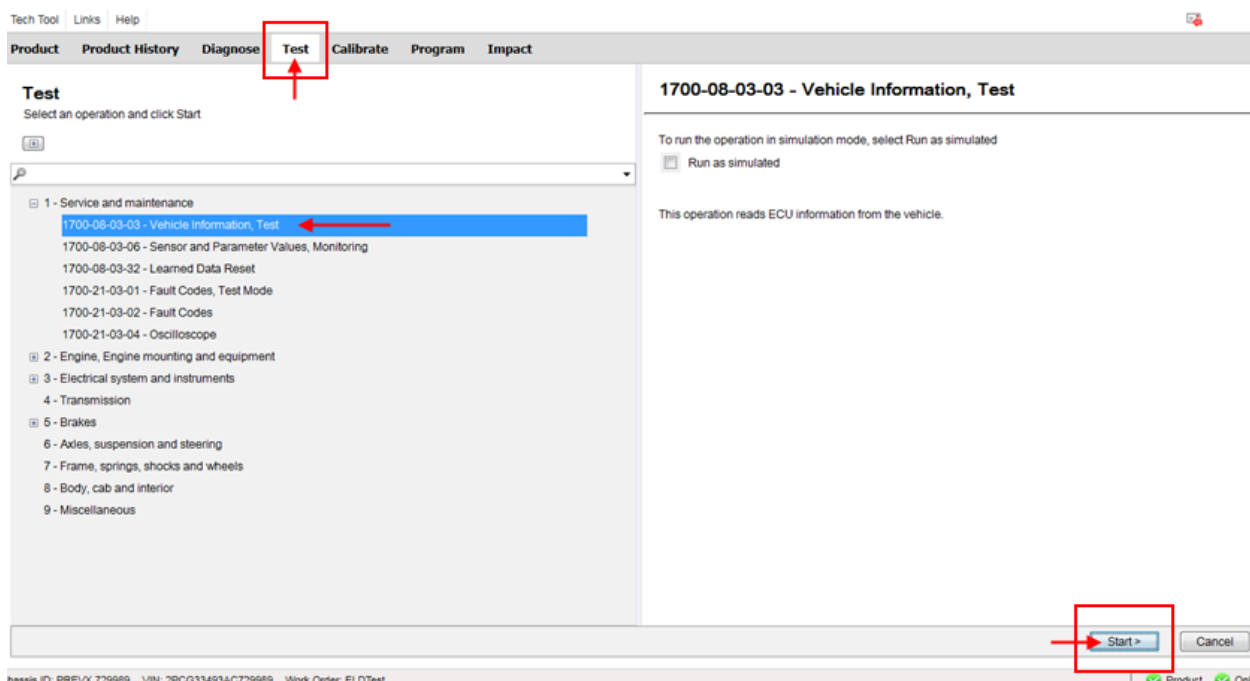 Tech Tool Links Help
Product Product History Diagnose Test Calibrate Program Impact
Test
Select an operation and click Start
1 - Service and maintenance
1700-08-03-03 - Vehicle Information, Test
1700-08-03-06 - Sensor and Parameter Values, Monitoring
1700-08-03-32 - Learned Data Reset
1700-21-03-01 - Fault Codes, Test Mode
1700-21-03-02 - Fault Codes
1700-21-03-04 - Oscilloscope
2 - Engine, Engine mounting and equipment
3 - Electrical system and instruments
4 - Transmission
5 - Brakes
6 - Axles, suspension and steering
7 - Frame, springs, shocks and wheels
8 - Body, cab and interior
9 - Miscellaneous
1700-08-03-03 - Vehicle Information, Test
To run the operation in simulation mode, select Run as simulated
Run as simulated
This operation reads ECU information from the vehicle.
Start > Cancel
ID: VIN: Work Order: ELDTest Product